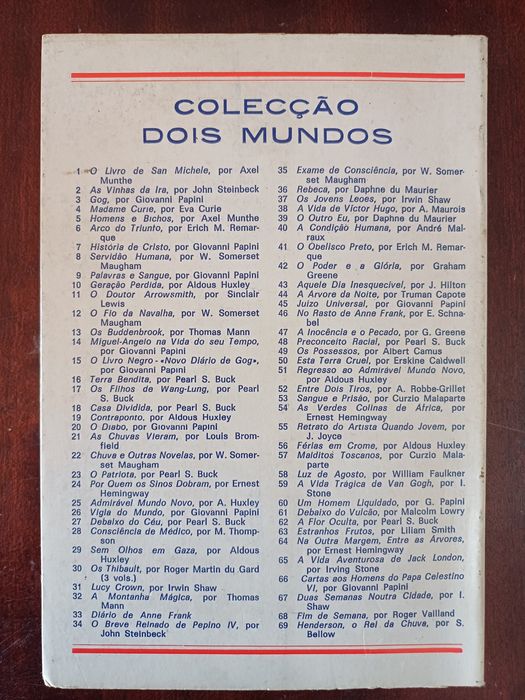 COLECÇÃO
DOIS MUNDOS
1 O Livro de San Michele, por Axel
Munthe
2 As Vinhas da Ira, por John Steinbeck
3 Gog, por Giovanni Papini
4 Madame Curie, por Eva Curie
5 Homens e Bichos, por Axel Munthe
6 Arco do Triunfo, por Erich M. Remar-
que
7 História de Cristo, por Giovanni Papini
8 Servidão Humana, por W. Somerset
Maugham
9 Palavras e Sangue, por Giovanni Papini
10 Geração Perdida, por Aldous Huxley
11 O Doutor Arrowsmith, por Sinclair
Lewis
12 O Fio da Navalha, por W. Somerset
Maugham
13 Os Buddenbrook, por Thomas Mann
14 Miguel-Angelo na Vida do seu Tempo,
por Giovanni Papini
15 O Livro Negro - «Novo Diário de Gog»,
por Giovanni Papini
16 Terra Bendita, por Pearl S. Buck
17 Os Filhos de Wang-Lung, por Pearl
S. Buck
18 Casa Dividida, por Pearl S. Buck
19 Contraponto, por Aldous Huxley
20 O Diabo, por Giovanni Papini
21 As Chuvas Vieram, por Louis Brom-
field
22 Chuva e Outras Novelas, por W. Somer-
set Maugham
23 O Patriota, por Pearl S. Buck
24 Por Quem os Sinos Dobram, por Ernest
Hemingway
25 Admirável Mundo Novo, por A. Huxley
26 Vigia do Mundo, por Giovanni Papini
27 Debaixo do Céu, por Pearl S. Buck
28 Consciência de Médico, por M. Thomp-
son
29 Sem Olhos em Gaza, por Aldous
Huxley
30 Os Thibault, por Roger Martin du Gard
(3 vols.)
31 Lucy Crown, por Irwin Shaw
32 A Montanha Mágica, por Thomas
Mann
33 Diário de Anne Frank
34 O Breve Reinado de Pepino IV, por
John Steinbeck
35 Exame de Consciência, por W. Somer-
set Maugham
36 Rebeca, por Daphne du Maurier
37 Os Jovens Leoes, por Irwin Shaw
38 A Vida de Victor Hugo, por A. Maurois
39 O Outro Eu, por Daphne du Maurier
40 A Condição Humana, por André Mal-
raux
41 O Obelisco Preto, por Erich M. Remar-
que
42 O Poder e a Glória, por Graham
Greene
43 Aquele Dia Inesquecível, por J. Hilton
44 A Árvore da Noite, por Truman Capote
45 Juízo Universal, por Giovanni Papini
46 No Rasto de Anne Frank, por E. Schna-
bel
47 A Inocência e o Pecado, por G. Greene
48 Preconceito Racial, por Pearl S. Buck
49 Os Possessos, por Albert Camus
50 Esta Terra Cruel, por Erskine Caldwell
51 Regresso ao Admirável Mundo Novo,
por Aldous Huxley
52 Entre Dois Tiros, por A. Robbe-Grillet
53 Sangue e Prisão, por Curzio Malaparte
54 As Verdes Colinas de África, por
Ernest Hemingway
55 Retrato do Artista Quando Jovem, por
J. Joyce
56 Férias em Crome, por Aldous Huxley
57 Malditos Toscanos, por Curzio Mala-
parte
58 Luz de Agosto, por William Faulkner
59 A Vida Trágica de Van Gogh, por I.
Stone
60 Um Homem Liquidado, por G. Papini
61 Debaixo do Vulcão, por Malcolm Lowry
62 A Flor Oculta, por Pearl S. Buck
63 Estranhos Frutos, por Lilian Smith
64 Na Outra Margem, Entre as Árvores,
por Ernest Hemingway
65 A Vida Aventurosa de Jack London,
por Irving Stone
66 Cartas aos Homens do Papa Celestino
VI, por Giovanni Papini
67 Duas Semanas Noutra Cidade, por I.
Shaw
68 Fim de Semana, por Roger Vailland
69 Henderson, o Rei da Chuva, por S.
Bellow